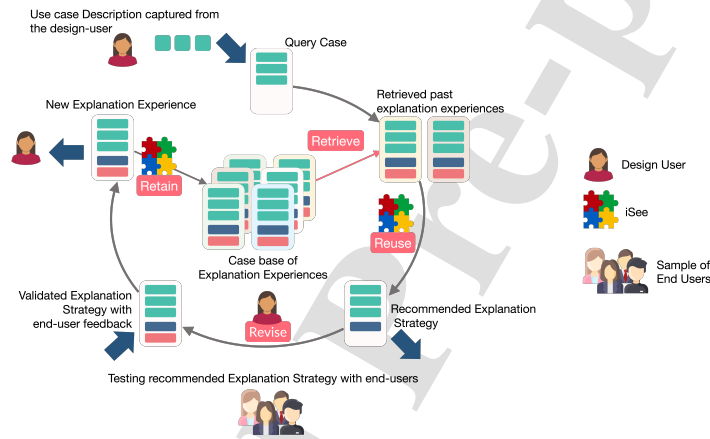 Use case Description captured from
the design-user
Query Case
New Explanation Experience
Retrieved past
explanation experiences
Retrieve
Retain
Reuse
Case base of
Explanation Experiences
Validated Explanation
Strategy with
end-user feedback
Revise
Recommended Explanation
Strategy
Testing recommended Explanation Strategy with end-users
Design User
iSee
Sample of
End Users
Pre-p